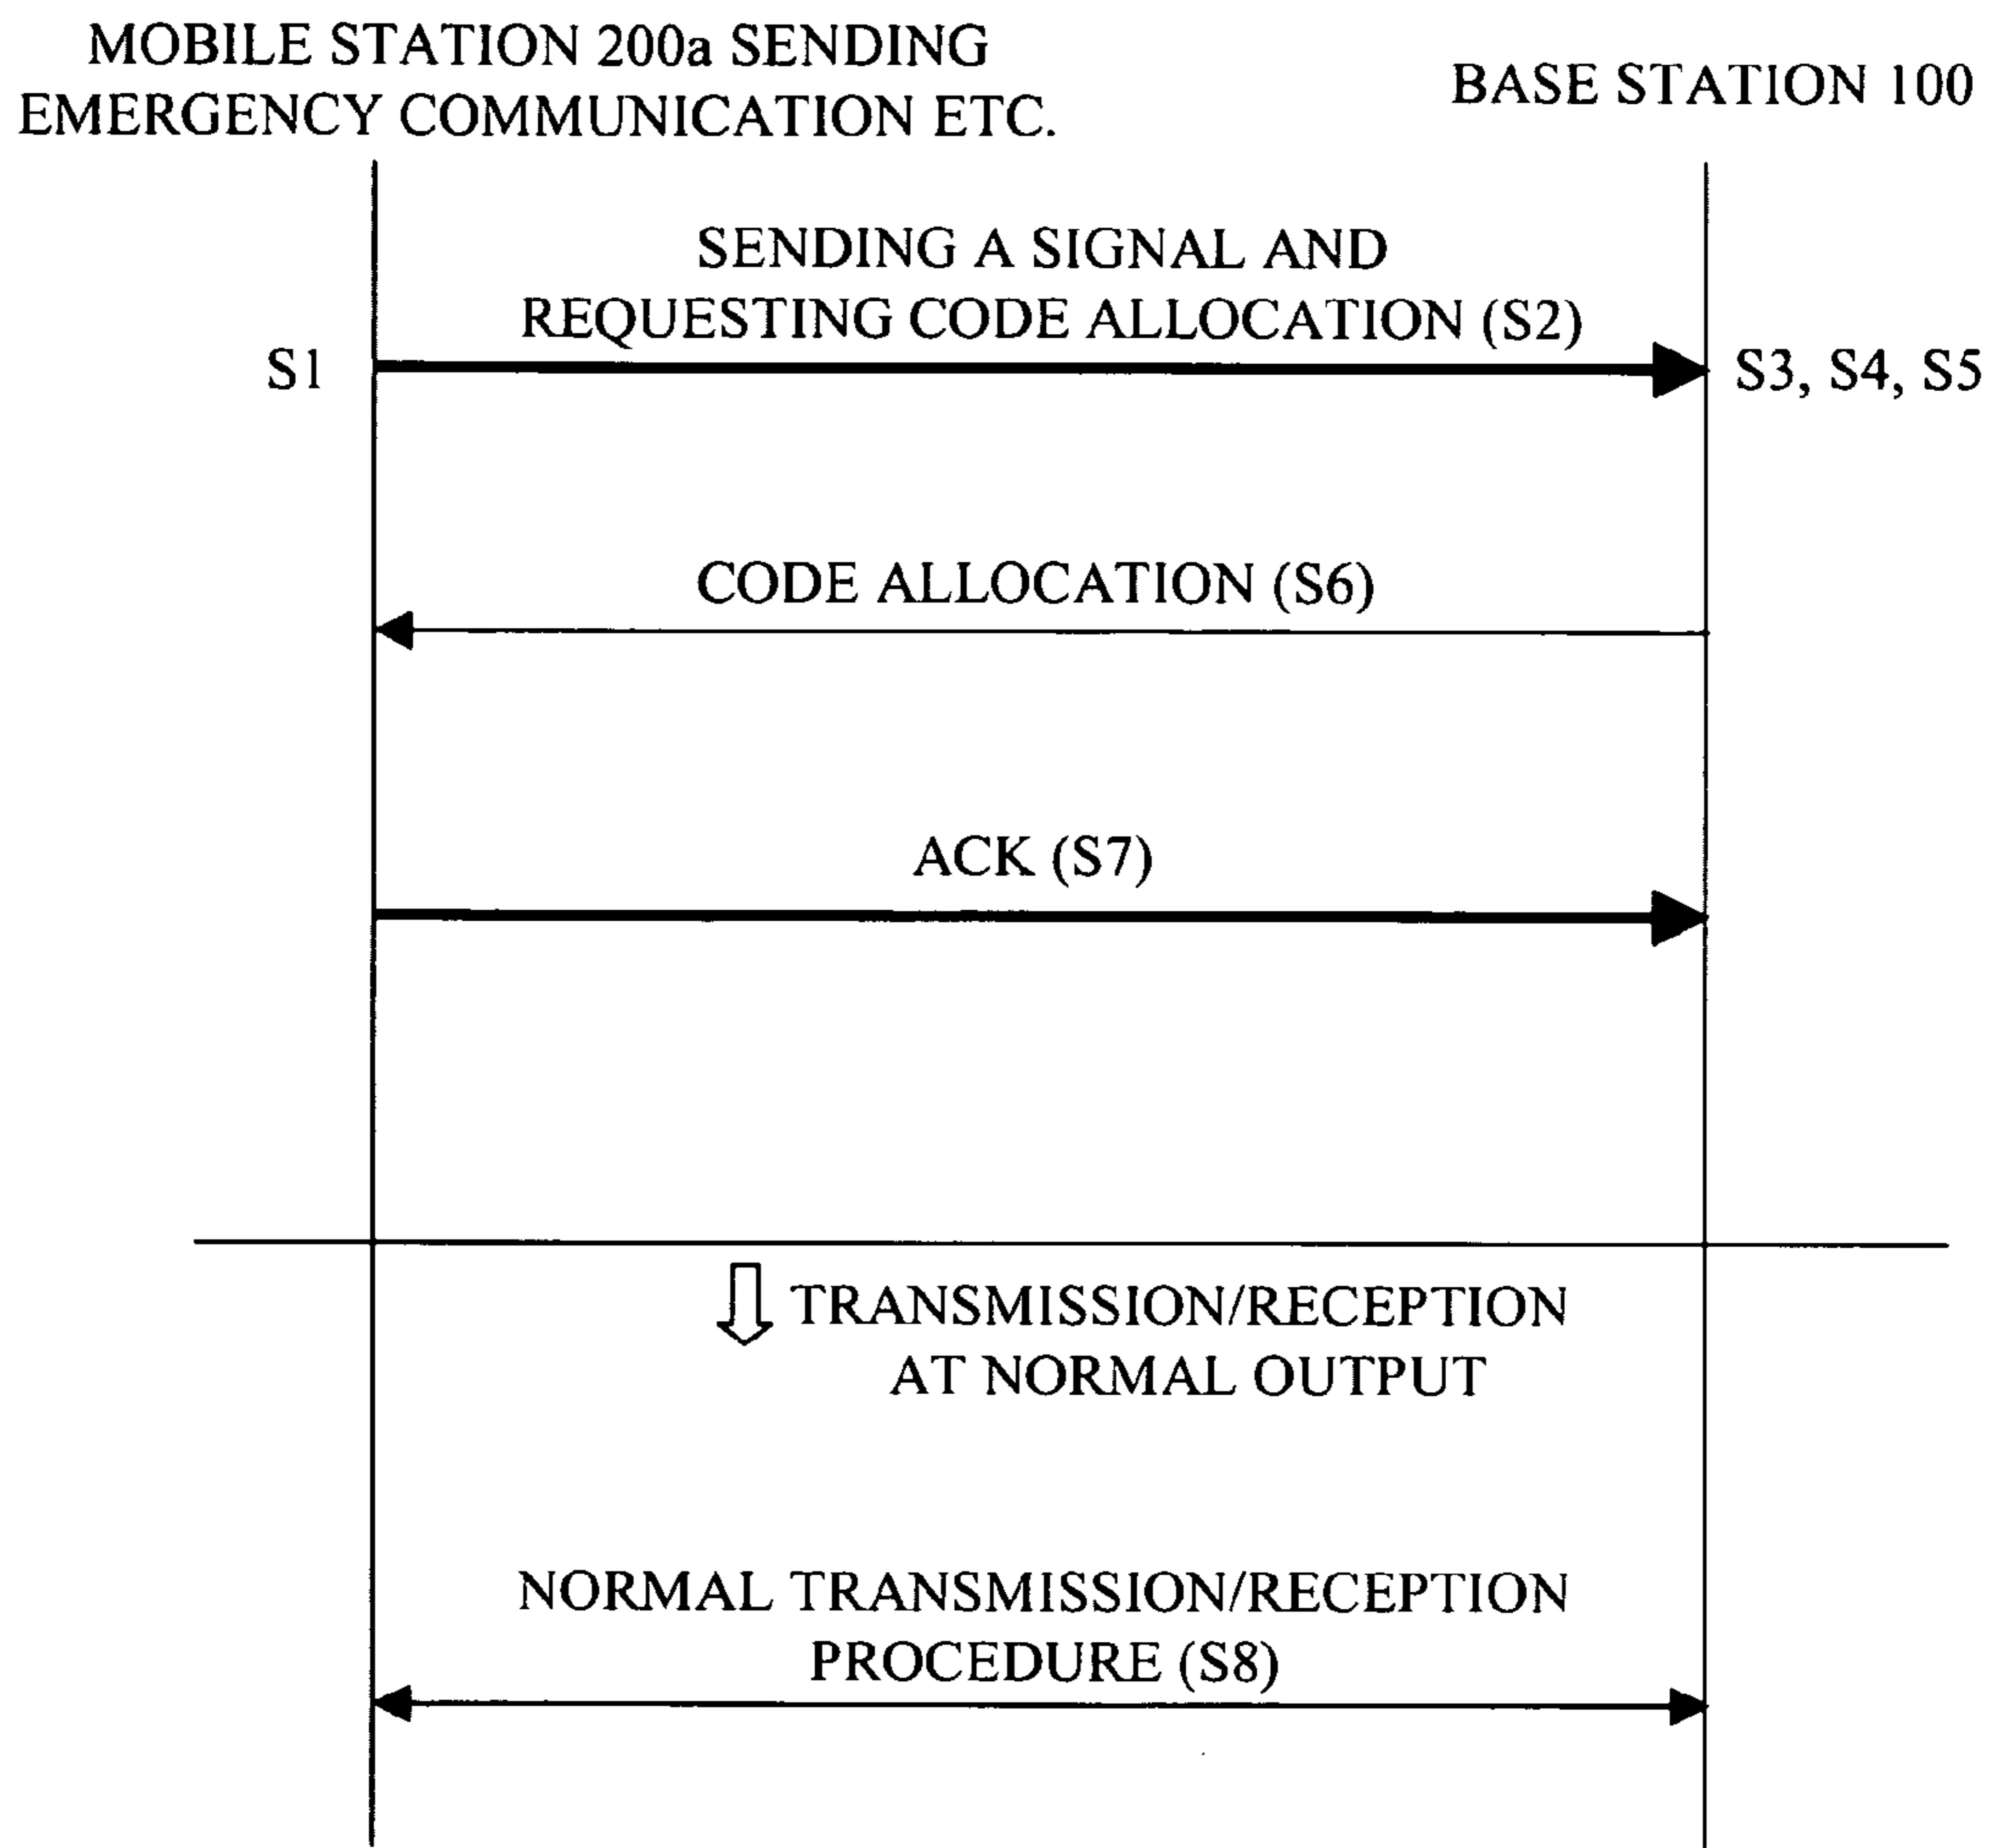 MOBILE STATION 200a SENDING
EMERGENCY COMMUNICATION ETC.
BASE STATION 100
SENDING A SIGNAL AND
REQUESTING CODE ALLOCATION (S2)
S1
S3, S4, S5
CODE ALLOCATION (S6)
ACK (S7)
TRANSMISSION/RECEPTION
AT NORMAL OUTPUT
NORMAL TRANSMISSION/RECEPTION
PROCEDURE (S8)